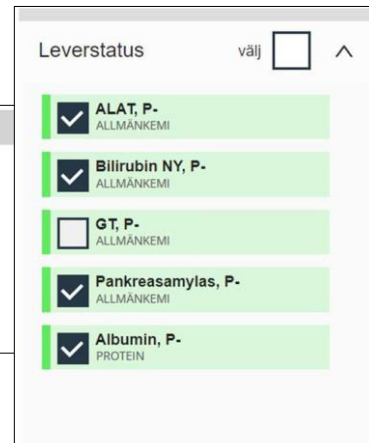 Leverstatus välj
ALAT, P-
ALLMÄNKEMI
Bilirubin NY, P-
ALLMÄNKEMI
GT, P-
ALLMÄNKEMI
Pankreasamylas, P-
ALLMÄNKEMI
Albumin, P-
PROTEIN